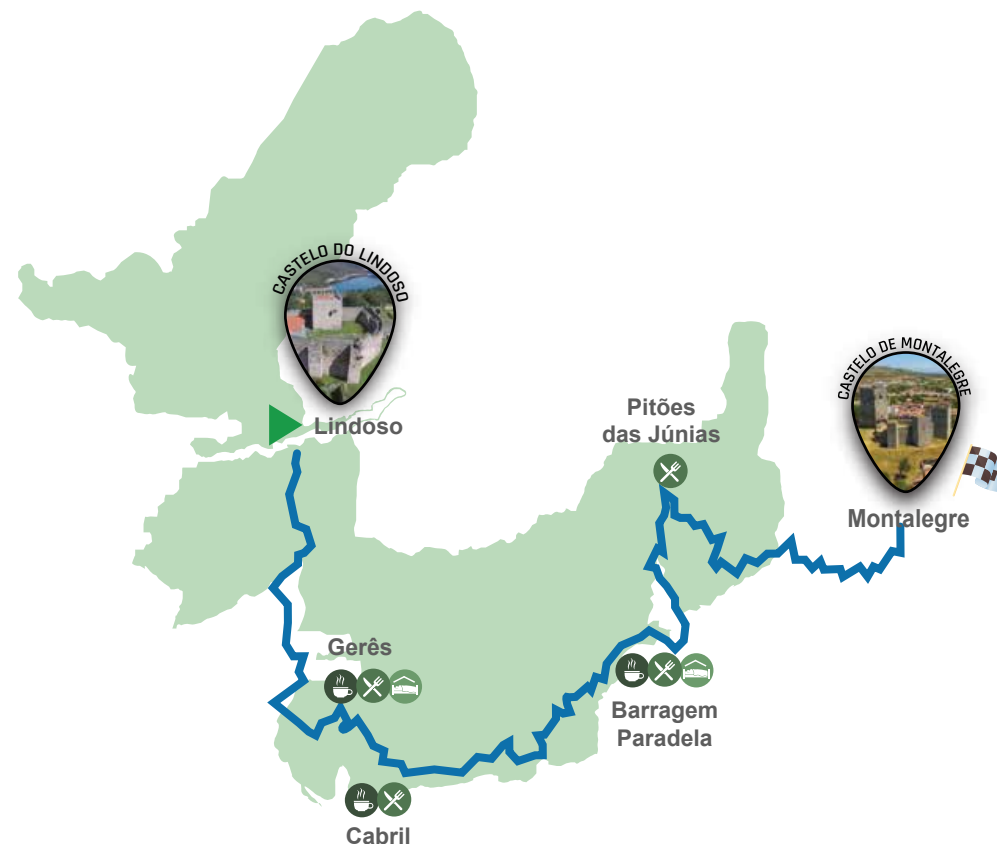 CASTELO DO LINDOSO
Lindoso
CASTELO DE MONTALEGRE
Montalegre
Pitões
das Júnias
Gerês
Barragem
Paradela
Cabril